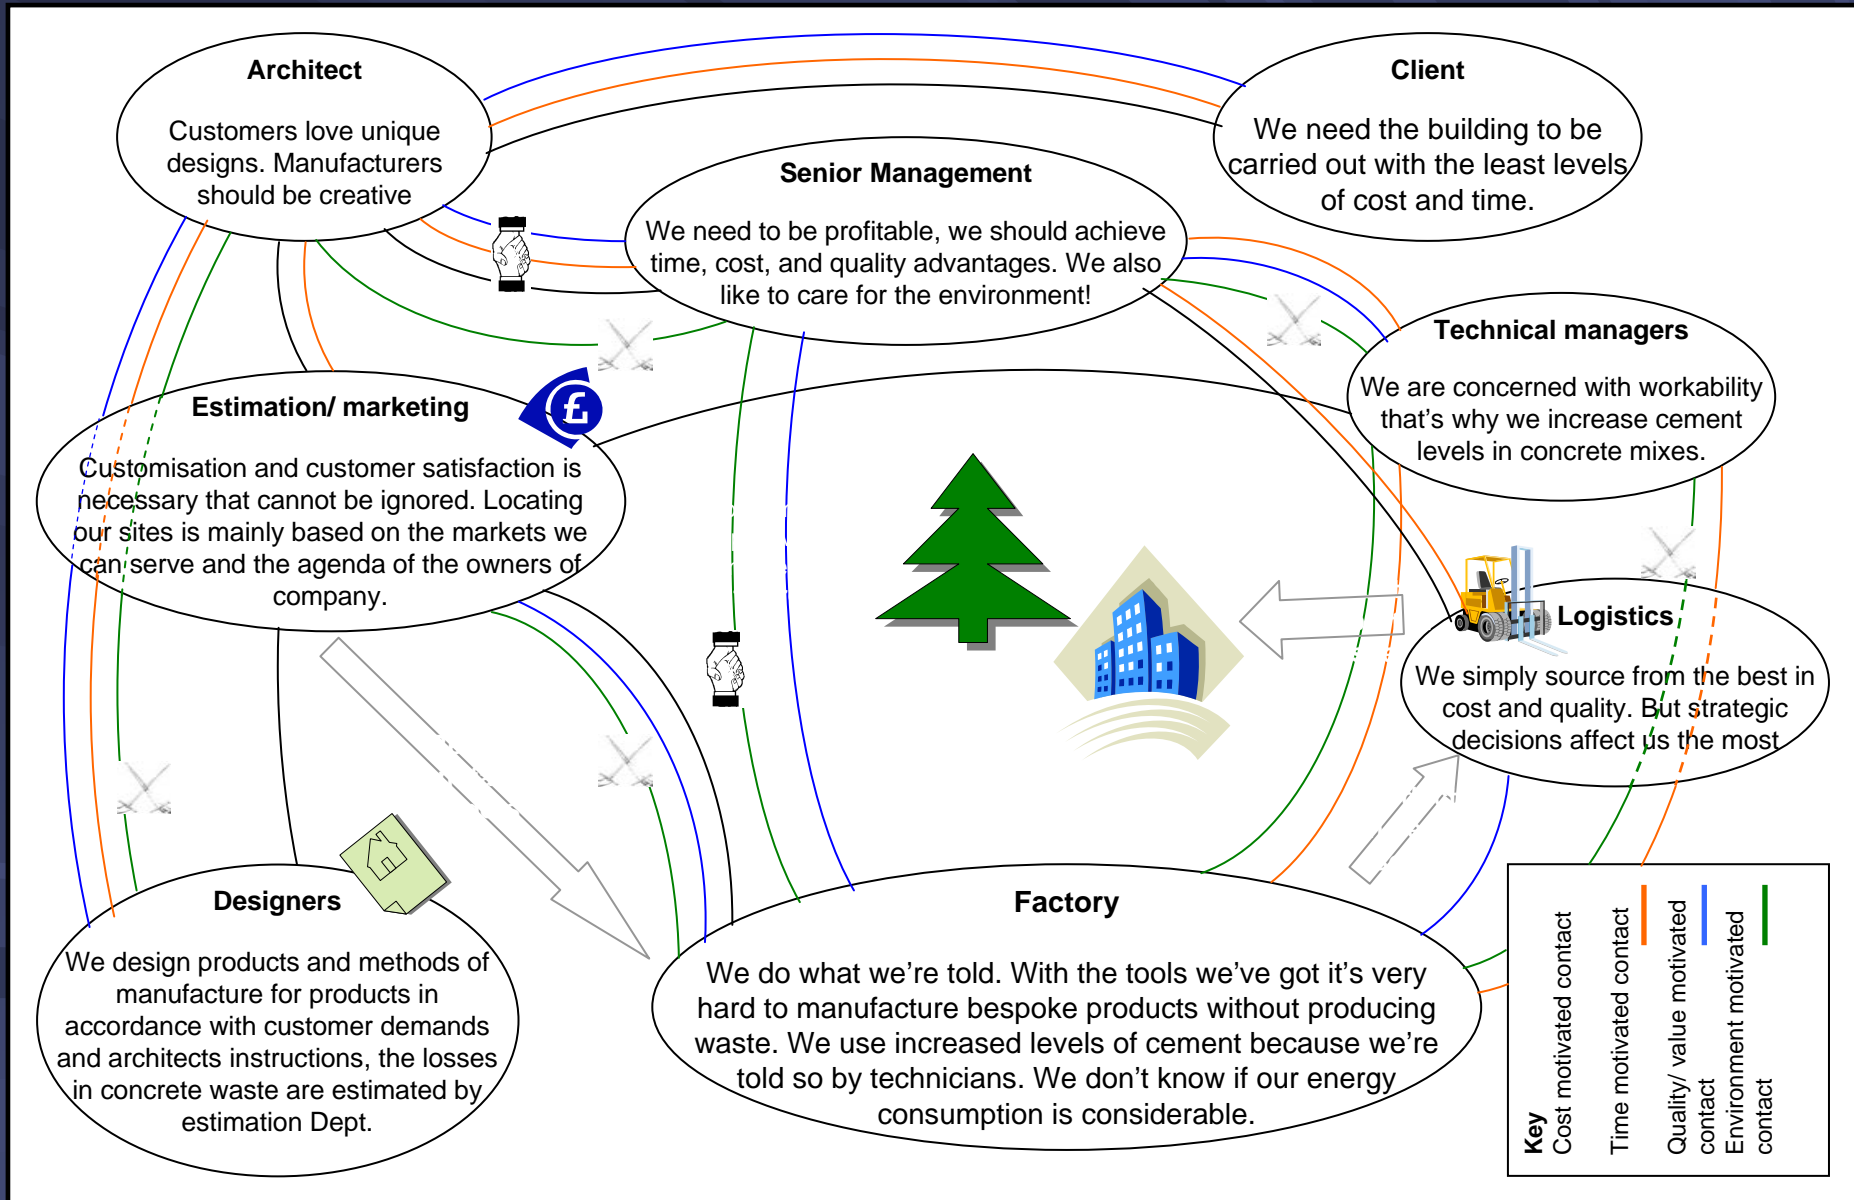 Architect
Customers love unique
designs. Manufacturers
should be creative
Client
We need the building to be
carried out with the least levels
of cost and time.
Senior Management
We need to be profitable, we should achieve
time, cost, and quality advantages. We also
like to care for the environment!
Technical managers
We are concerned with workability
that’s why we increase cement
levels in concrete mixes.
Estimation/ marketing
£
Customisation and customer satisfaction is
necessary that cannot be ignored. Locating
our sites is mainly based on the markets we
can serve and the agenda of the owners of
company.
Logistics
We simply source from the best in
cost and quality. But strategic
decisions affect us the most
Designers
We design products and methods of
manufacture for products in
accordance with customer demands
and architects instructions, the losses
in concrete waste are estimated by
estimation Dept.
Factory
We do what we’re told. With the tools we’ve got it’s very
hard to manufacture bespoke products without producing
waste. We use increased levels of cement because we’re
told so by technicians. We don’t know if our energy
consumption is considerable.
Key
Cost motivated contact
Time motivated contact
Quality/ value motivated
contact
Environment motivated
contact